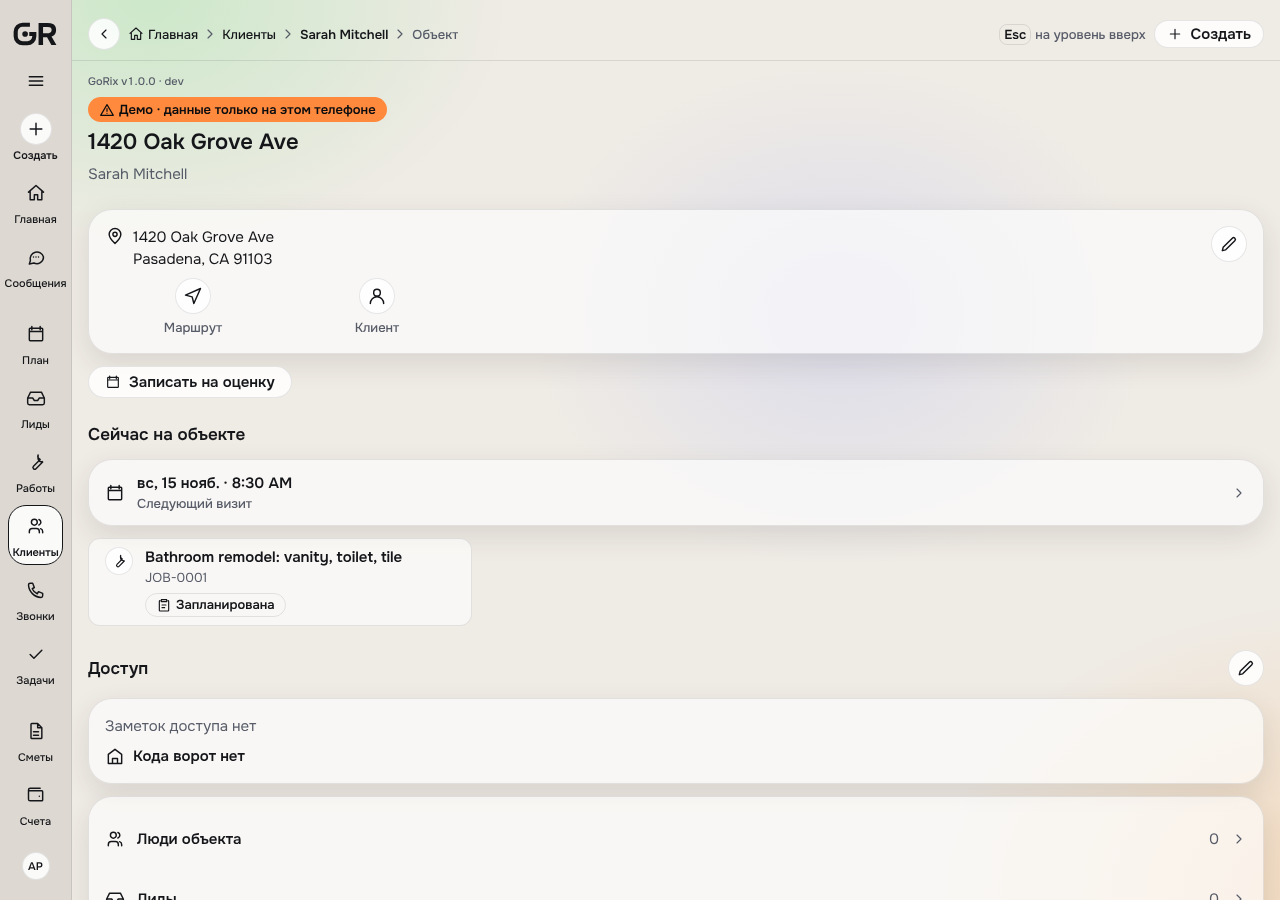 GR
Главная
Клиенты
Sarah Mitchell
Объект
Esc на уровень вверх
Создать
GoRix v1.0.0 · dev
Демо · данные только на этом телефоне
1420 Oak Grove Ave
Sarah Mitchell
1420 Oak Grove Ave
Pasadena, CA 91103
Маршрут
Клиент
Записать на оценку
Сейчас на объекте
вс, 15 нояб. · 8:30 AM
Следующий визит
Bathroom remodel: vanity, toilet, tile
JOB-0001
Запланирована
Доступ
Заметок доступа нет
Кода ворот нет
Люди объекта
0
Лиды
0
Создать
Главная
Сообщения
План
Лиды
Работы
Клиенты
Звонки
Задачи
Сметы
Счета
AP